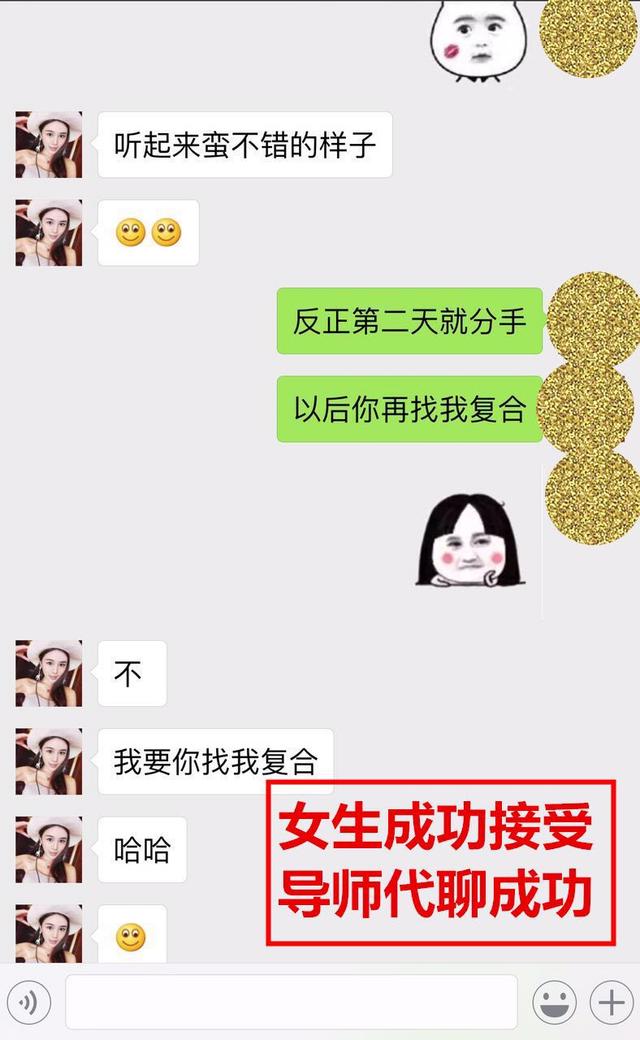 听起来蛮不错的样子
反正第二天就分手
以后你再找我复合
不
我要你找我复合
哈哈
女生成功接受
导师代聊成功